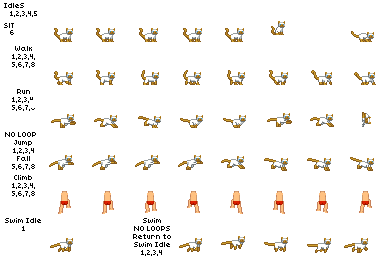 IdleS
1,2,3,4,5
SIT
6
Walk
1,2,3,4,
5,6,7,8
Run
1,2,3,4
5,6,7,
NO LOOP
Jump
1,2,3,4
Fall
5,6,7,8
Climb
1,2,3,4,
5,6,7,8
Swim Idle
1
Swim
NO LOOPS
Return to
Swim Idle
1,2,3,4